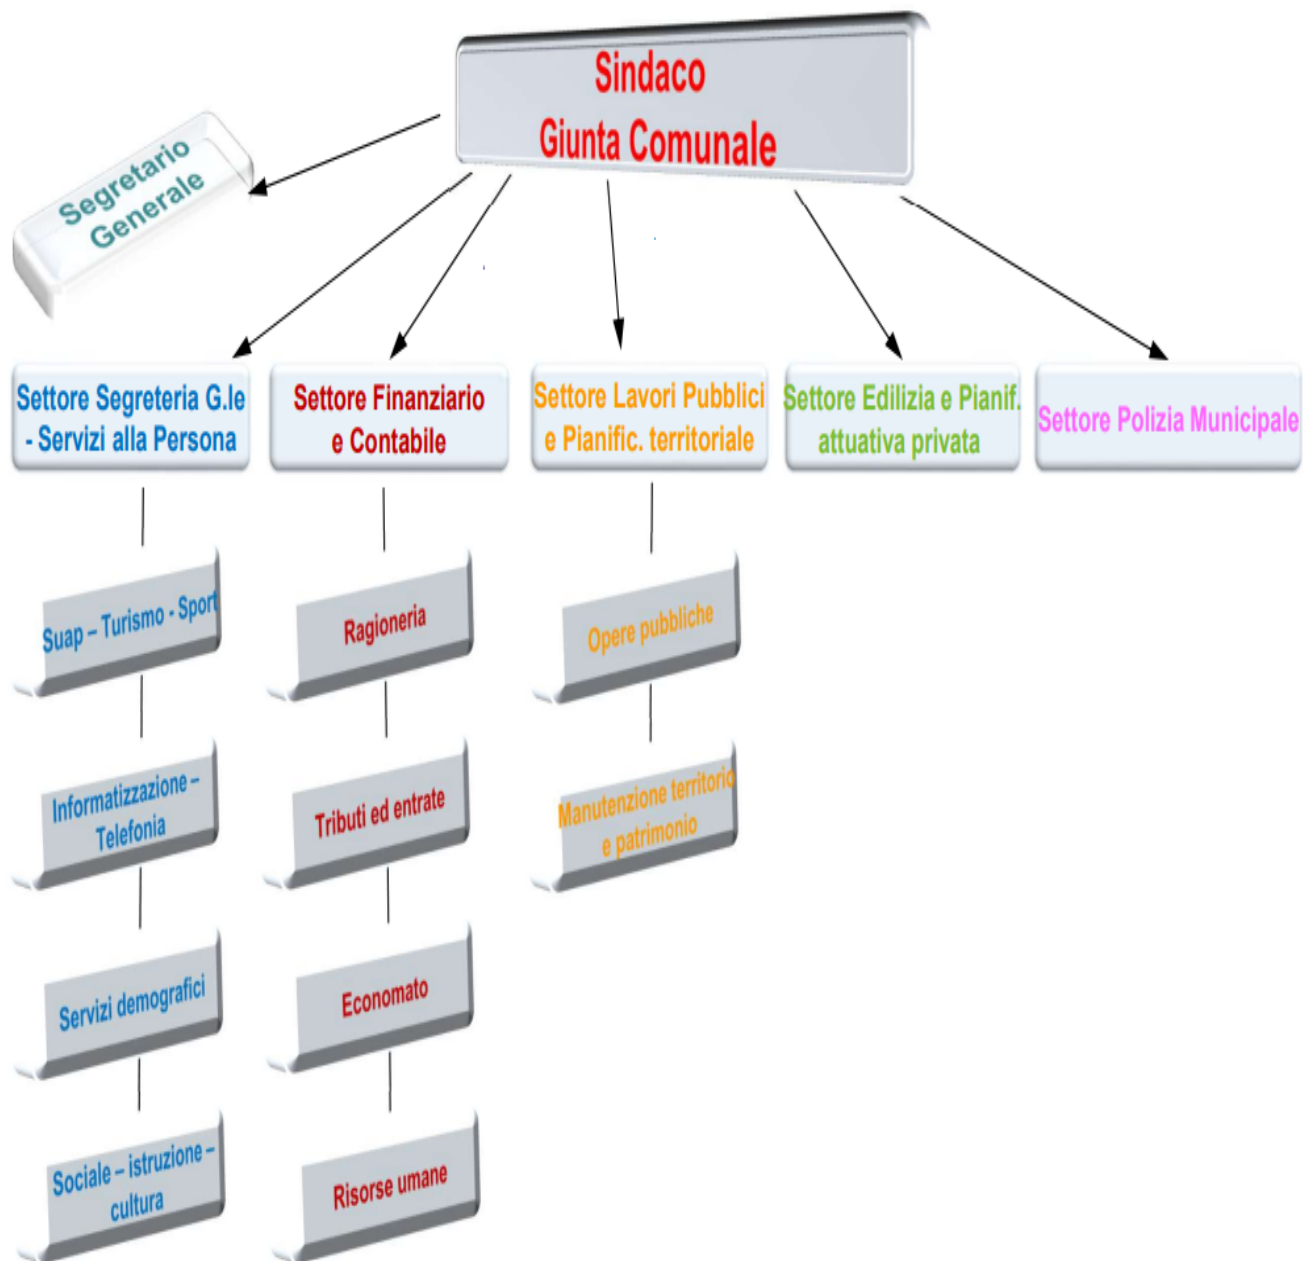 Sindaco
Giunta Comunale
Segretario
Generale
Settore Segreteria G.le
- Servizi alla Persona
Settore Finanziario
e Contabile
Settore Lavori Pubblici
e Pianific. territoriale
Settore Edilizia e Pianif.
attuativa privata
Settore Polizia Municipale
Suap – Turismo - Sport
Ragioneria
Opere pubbliche
Informatizzazione –
Telefonia
Tributi ed entrate
Manutenzione territorio
e patrimonio
Servizi demografici
Economato
Sociale – istruzione –
cultura
Risorse umane